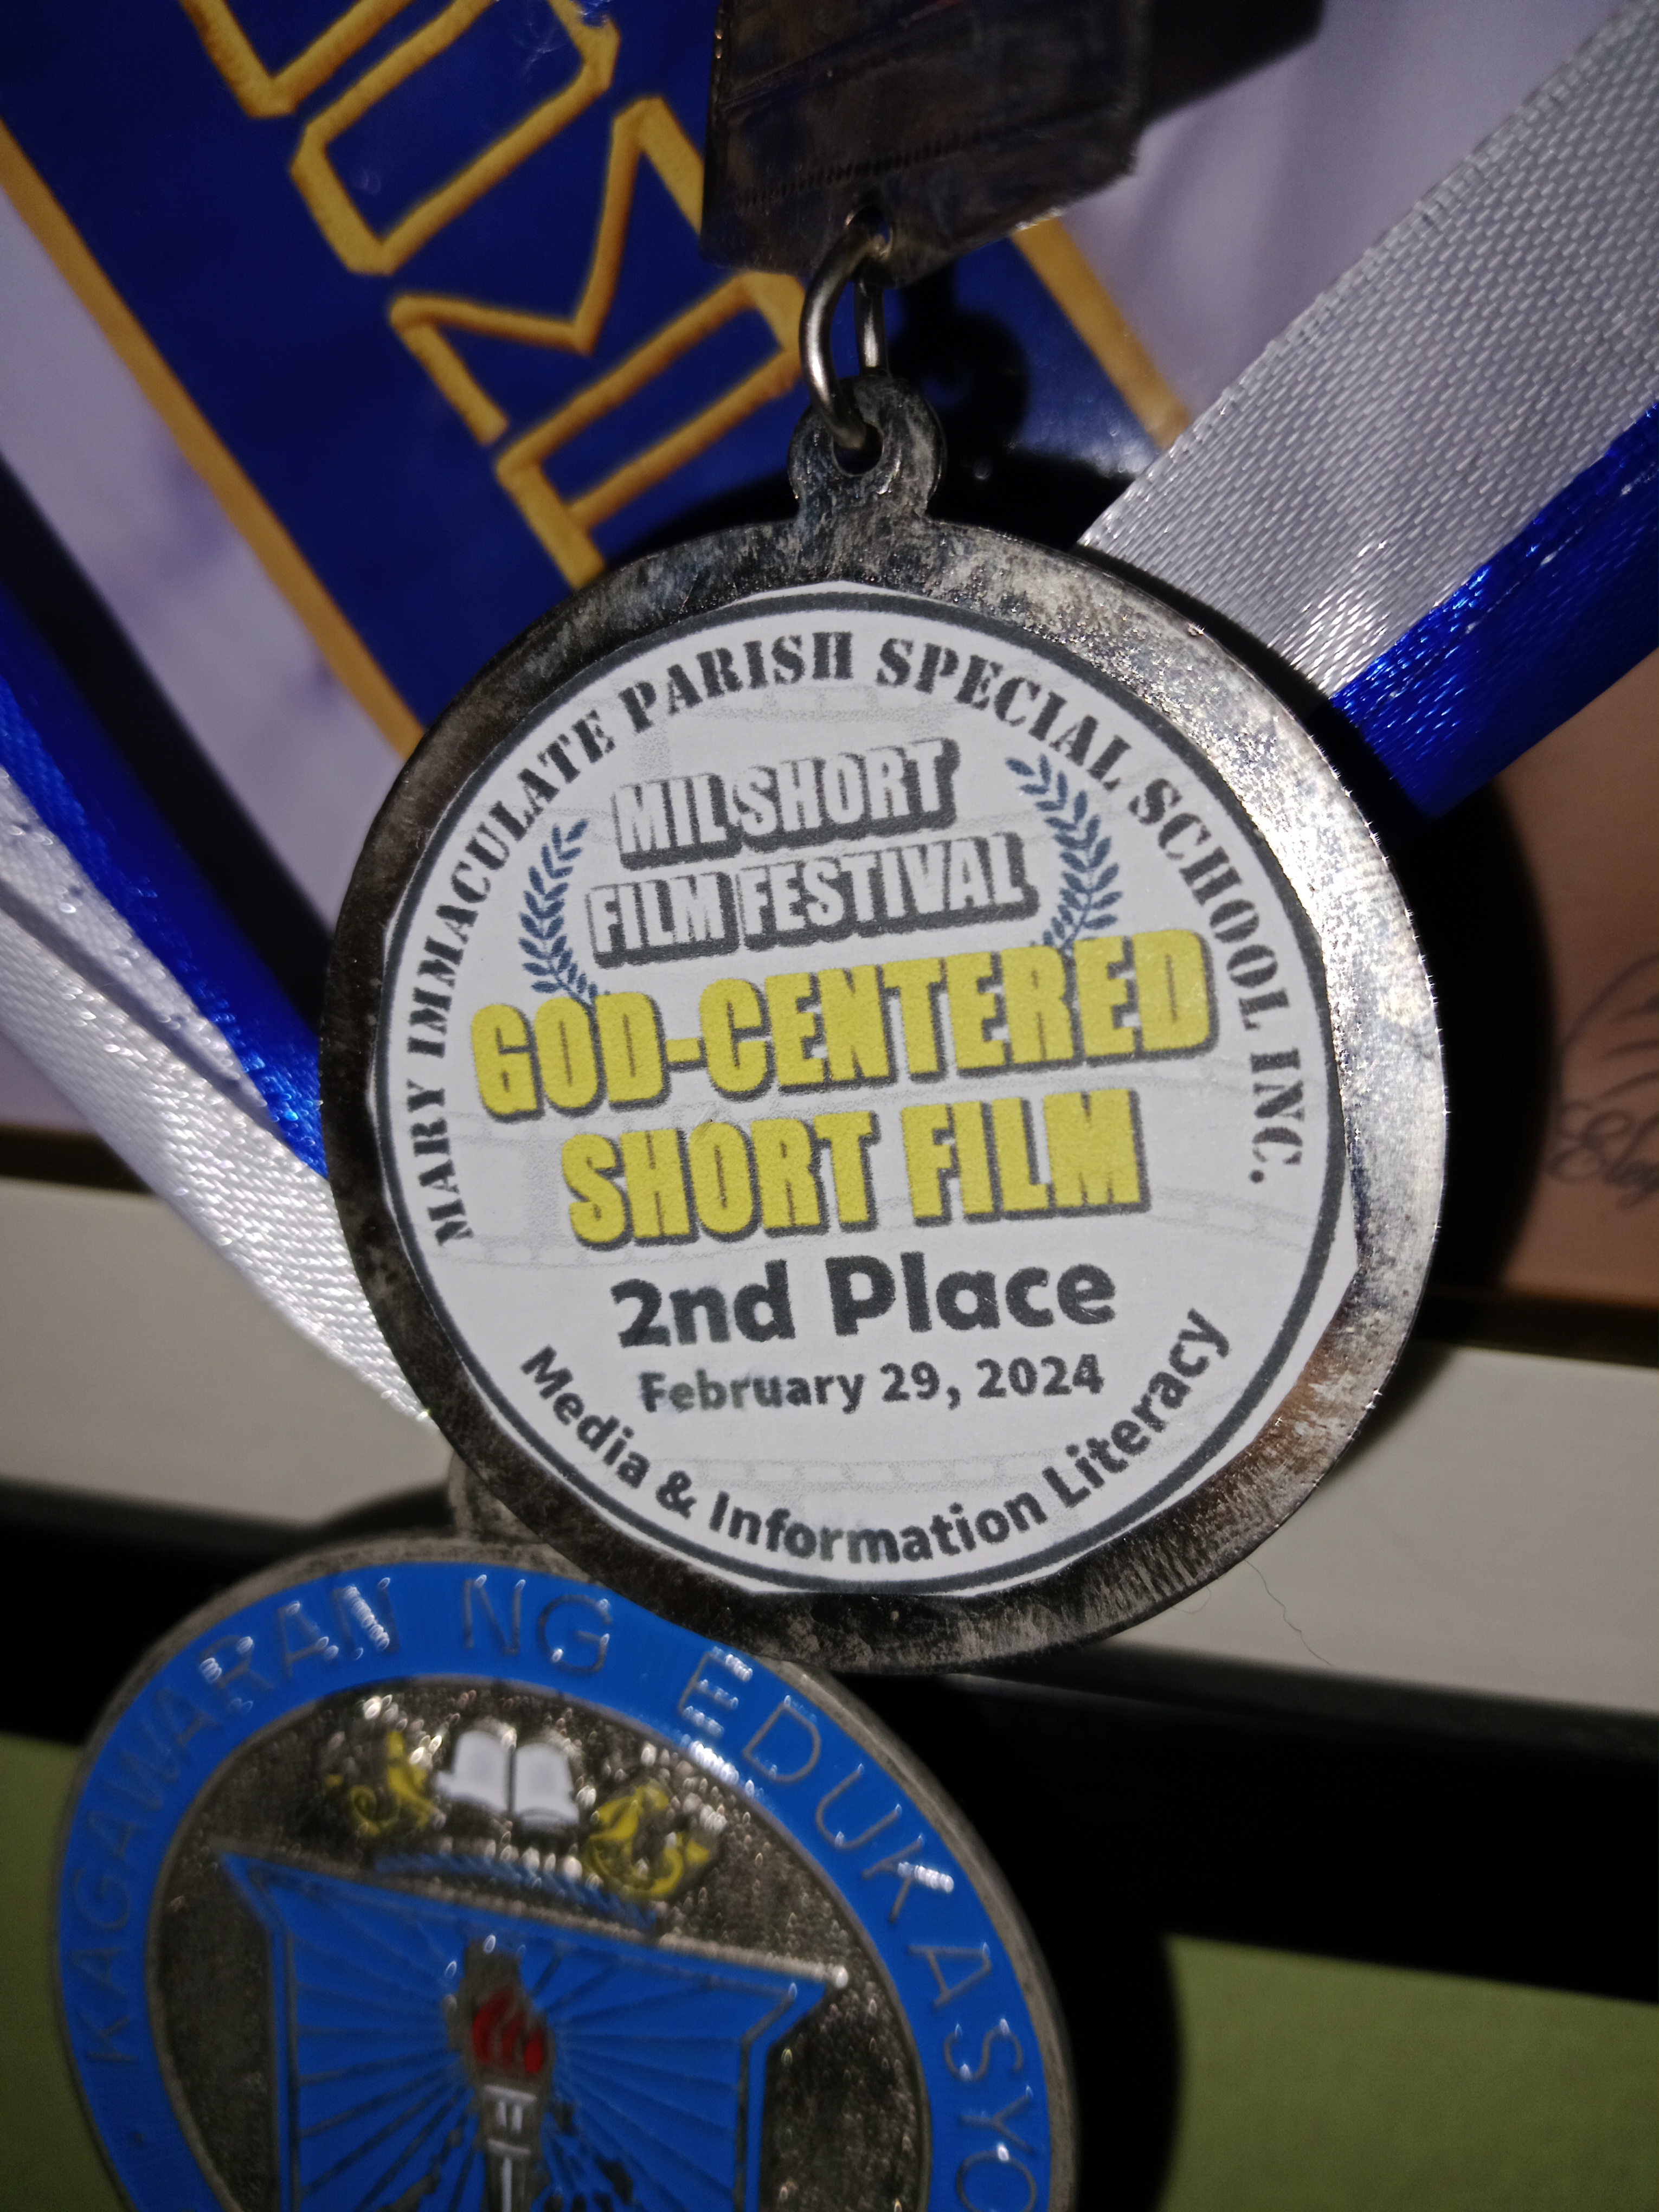 MARY IMMACULATE PARISH SPECIAL SCHOOL INC.
MIL SHORT
FILM FESTIVAL
GOD-CENTERED
SHORT FILM
2nd Place
February 29, 2024
Media & Information Literacy
KAGAWARAN NG EDUKASYO